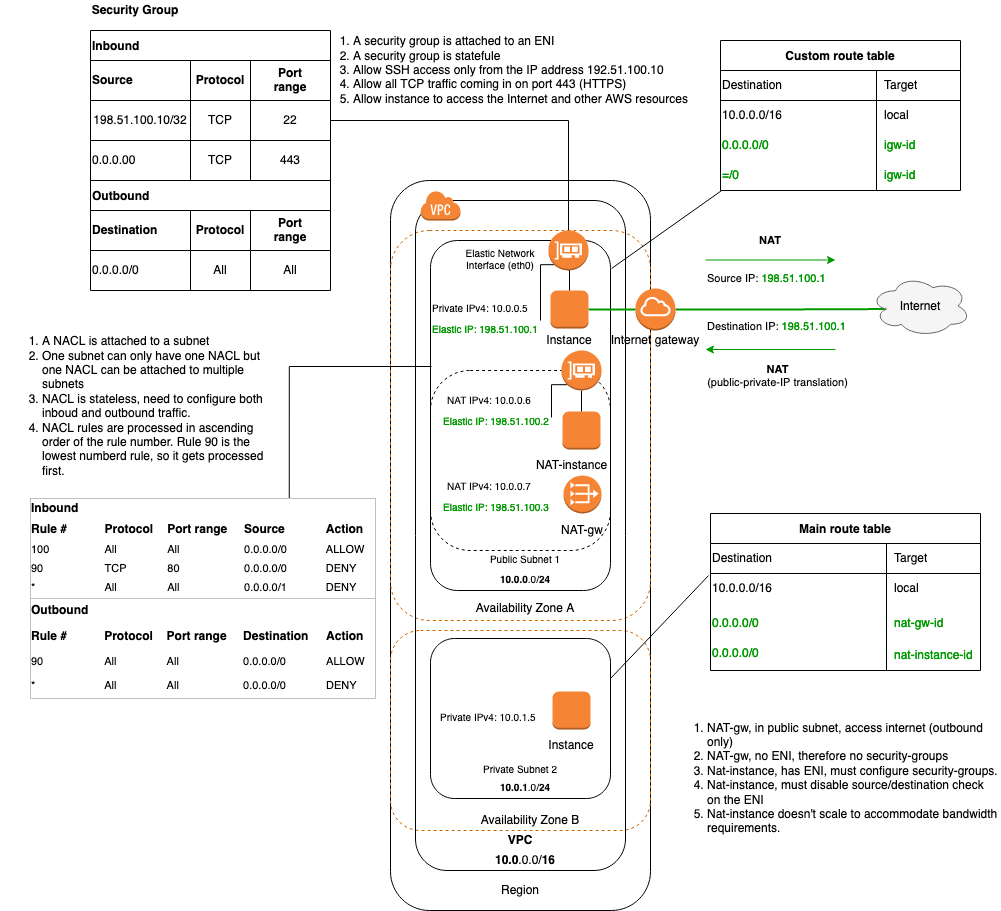 Security Group
Inbound
Source Protocol Port range
198.51.100.10/32 TCP 22
0.0.0.00 TCP 443
Outbound
Destination Protocol Port range
0.0.0.0/0 All All
1. A security group is attached to an ENI
2. A security group is statefule
3. Allow SSH access only from the IP address 192.51.100.10
4. Allow all TCP traffic coming in on port 443 (HTTPS)
5. Allow instance to access the Internet and other AWS resources
Custom route table
Destination Target
10.0.0.0/16 local
0.0.0.0/0 igw-id
=/0 igw-id
VPC
Elastic Network
Interface (eth0)
Private IPv4: 10.0.0.5
Elastic IP: 198.51.100.1
Instance
Internet gateway
NAT
Source IP: 198.51.100.1
Destination IP: 198.51.100.1
NAT
(public-private-IP translation)
Internet
NAT IPv4: 10.0.0.6
Elastic IP: 198.51.100.2
NAT-instance
NAT IPv4: 10.0.0.7
Elastic IP: 198.51.100.3
NAT-gw
Public Subnet 1
10.0.0.0/24
Availability Zone A
1. A NACL is attached to a subnet
2. One subnet can only have one NACL but
one NACL can be attached to multiple
subnets
3. NACL is stateless, need to configure both
inboud and outbound traffic.
4. NACL rules are processed in ascending
order of the rule number. Rule 90 is the
lowest numberd rule, so it gets processed
first.
Inbound
Rule # Protocol Port range Source Action
100 All All 0.0.0.0/0 ALLOW
90 TCP 80 0.0.0.0/0 DENY
* All All 0.0.0.0/1 DENY
Outbound
Rule # Protocol Port range Destination Action
90 All All 0.0.0.0/0 ALLOW
* All All 0.0.0.0/0 DENY
Main route table
Destination Target
10.0.0.0/16 local
0.0.0.0/0 nat-gw-id
0.0.0.0/0 nat-instance-id
Private IPv4: 10.0.1.5
Instance
Private Subnet 2
10.0.1.0/24
Availability Zone B
VPC
10.0.0.0/16
Region
1. NAT-gw, in public subnet, access internet (outbound
only)
2. NAT-gw, no ENI, therefore no security-groups
3. Nat-instance, has ENI, must configure security-groups.
4. Nat-instance, must disable source/destination check
on the ENI
5. Nat-instance doesn't scale to accommodate bandwidth
requirements.